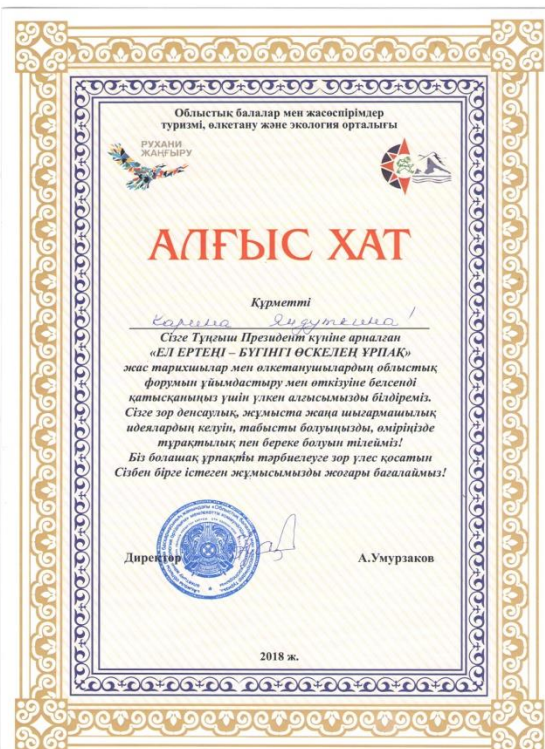 Облыстық балалар мен жасөспірімдер
туризмі, өлкетану және экология орталығы
РУХАНИ
ЖАҢҒЫРУ
АЛҒЫС ХАТ
Құрметті
Карина Яндуткина!
Сізге Тұңғыш Президент күніне арналған
«ЕЛ ЕРТЕҢІ – БҮГІНГІ ӨСКЕЛЕҢ ҰРПАҚ»
жас тарихшылар мен өлкетанушылардың облыстық
форумын ұйымдастыру мен өткізуіне белсенді
қатысқаныңыз үшін үлкен алғысымызды білдіреміз.
Сізге зор денсаулық, жұмыста жаңа шығармашылық
идеялардың келуін, табысты болуыңызды, өміріңізде
тұрақтылық пен береке болуын тілейміз!
Біз болашақ ұрпақты тәрбиелеуге зор үлес қосатын
Сізбен бірге істеген жұмысымызды жоғары бағалаймыз!
Директор А.Умурзаков
2018 ж.